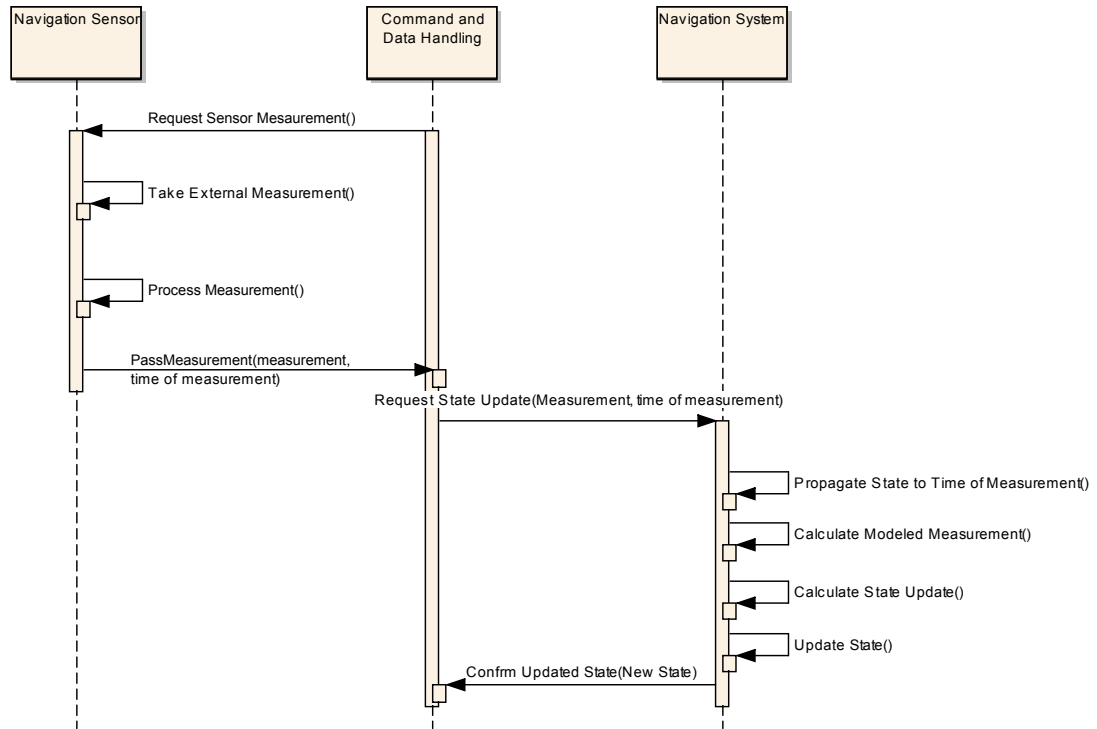 Navigation Sensor
Command and
Data Handling
Navigation System
Request Sensor Mesaurement()
Take External Measurement()
Process Measurement()
PassMeasurement(measurement,
time of measurement)
Request State Update(Measurement, time of measurement)
Propagate State to Time of Measurement()
Calculate Modeled Measurement()
Calculate State Update()
Update State()
Confrm Updated State(New State)